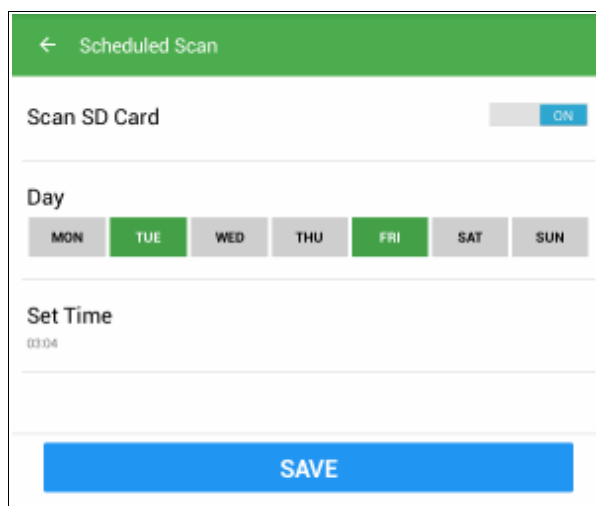 Scheduled Scan
Scan SD Card ON
Day
MON TUE WED THU FRI SAT SUN
Set Time
03:04
SAVE